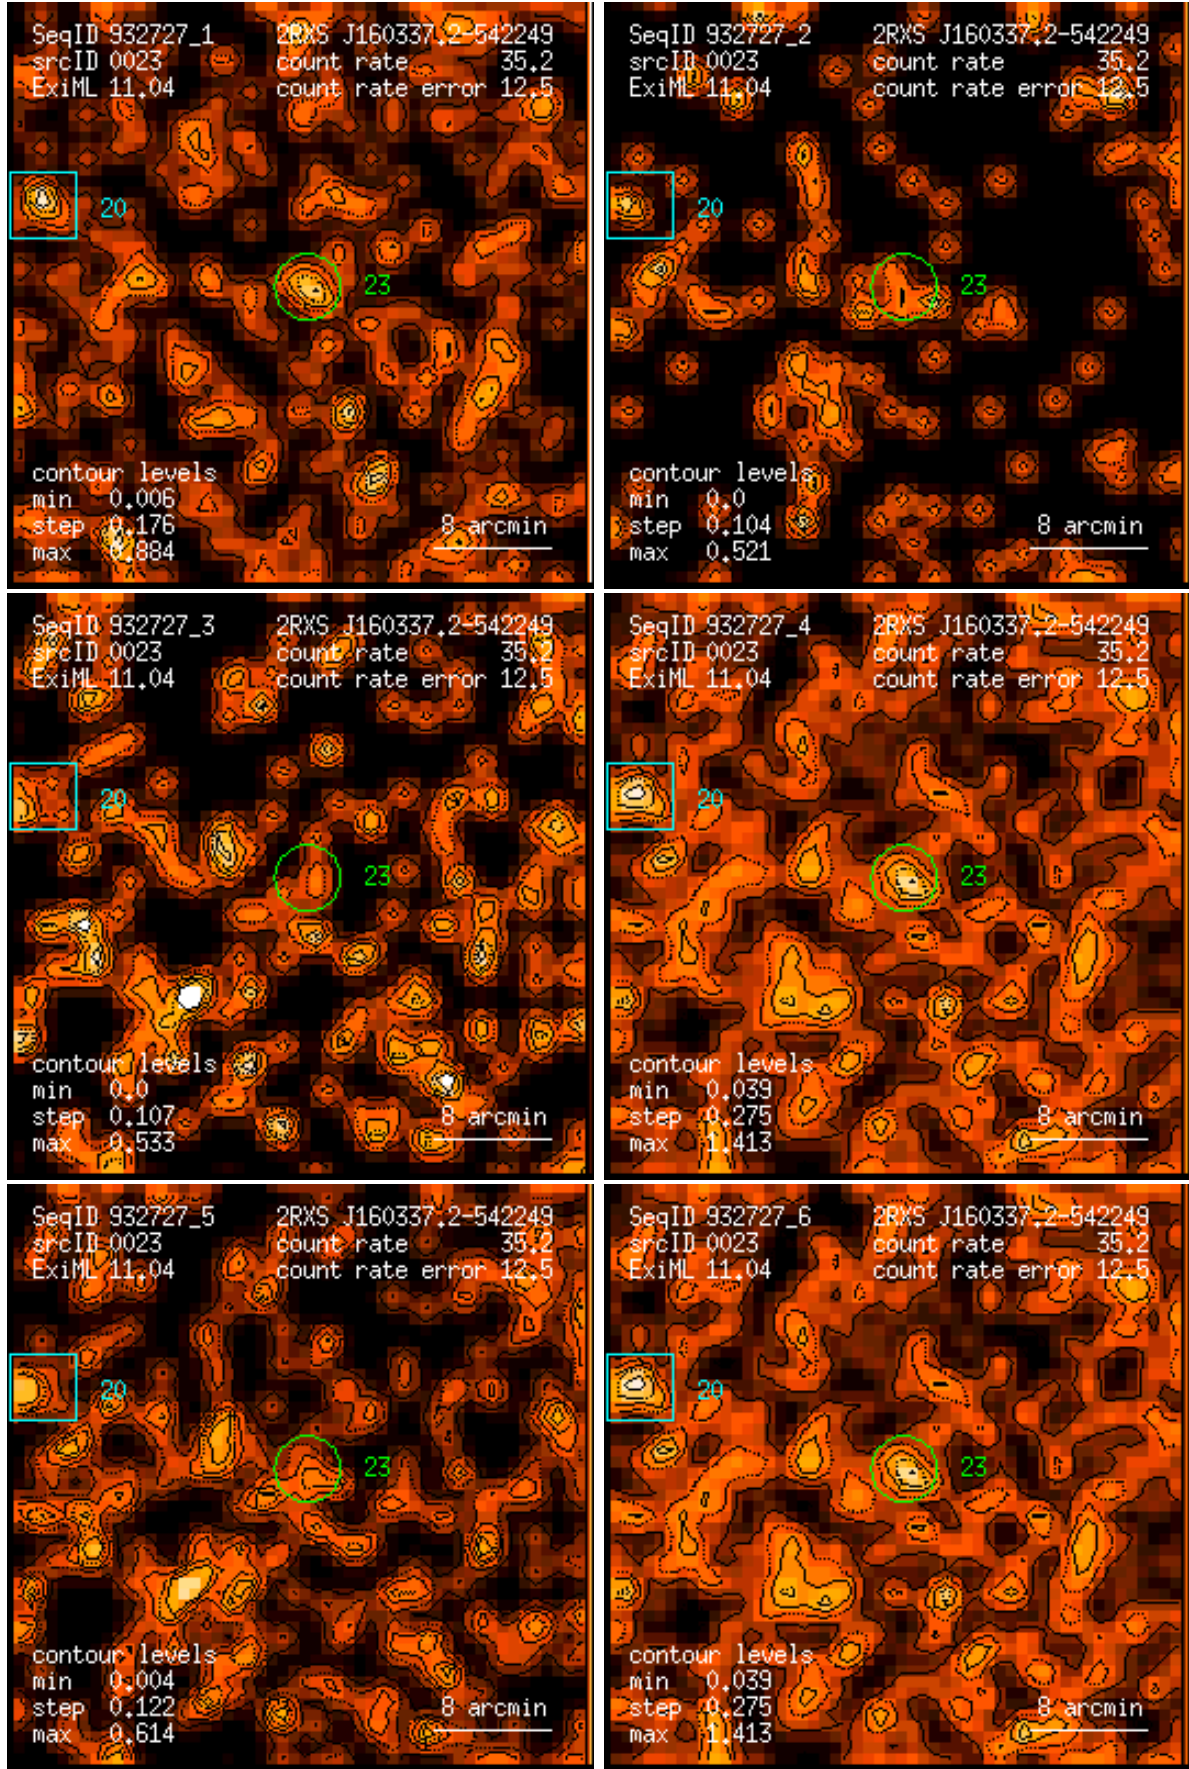 SeqID 932727_1 2RXS J160337.2-542249
srcID 0023 count rate 35.2
ExiML 11.04 count rate error 12.5
20
23
contour levels
min 0.006
step 0.176 8 arcmin
max 0.884
SeqID 932727_2 2RXS J160337.2-542249
srcID 0023 count rate 35.2
ExiML 11.04 count rate error 12.5
20
23
contour levels
min 0.0
step 0.104 8 arcmin
max 0.521
SeqID 932727_3 2RXS J160337.2-542249
srcID 0023 count rate 35.2
ExiML 11.04 count rate error 12.5
20
23
contour levels
min 0.0
step 0.107 8 arcmin
max 0.533
SeqID 932727_4 2RXS J160337.2-542249
srcID 0023 count rate 35.2
ExiML 11.04 count rate error 12.5
20
23
contour levels
min 0.039
step 0.275 8 arcmin
max 1.413
SeqID 932727_5 2RXS J160337.2-542249
srcID 0023 count rate 35.2
ExiML 11.04 count rate error 12.5
20
23
contour levels
min 0.004
step 0.122 8 arcmin
max 0.614
SeqID 932727_6 2RXS J160337.2-542249
srcID 0023 count rate 35.2
ExiML 11.04 count rate error 12.5
20
23
contour levels
min 0.039
step 0.275 8 arcmin
max 1.413